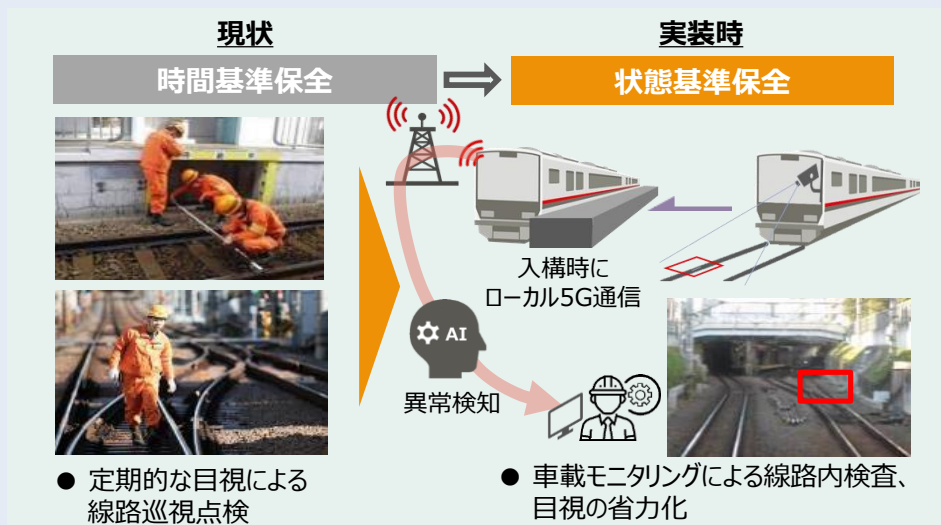 現状
実装時
時間基準保全
状態基準保全
入構時に
ローカル5G通信
AI
異常検知
● 定期的な目視による
線路巡視点検
● 車載モニタリングによる線路内検査、
目視の省力化